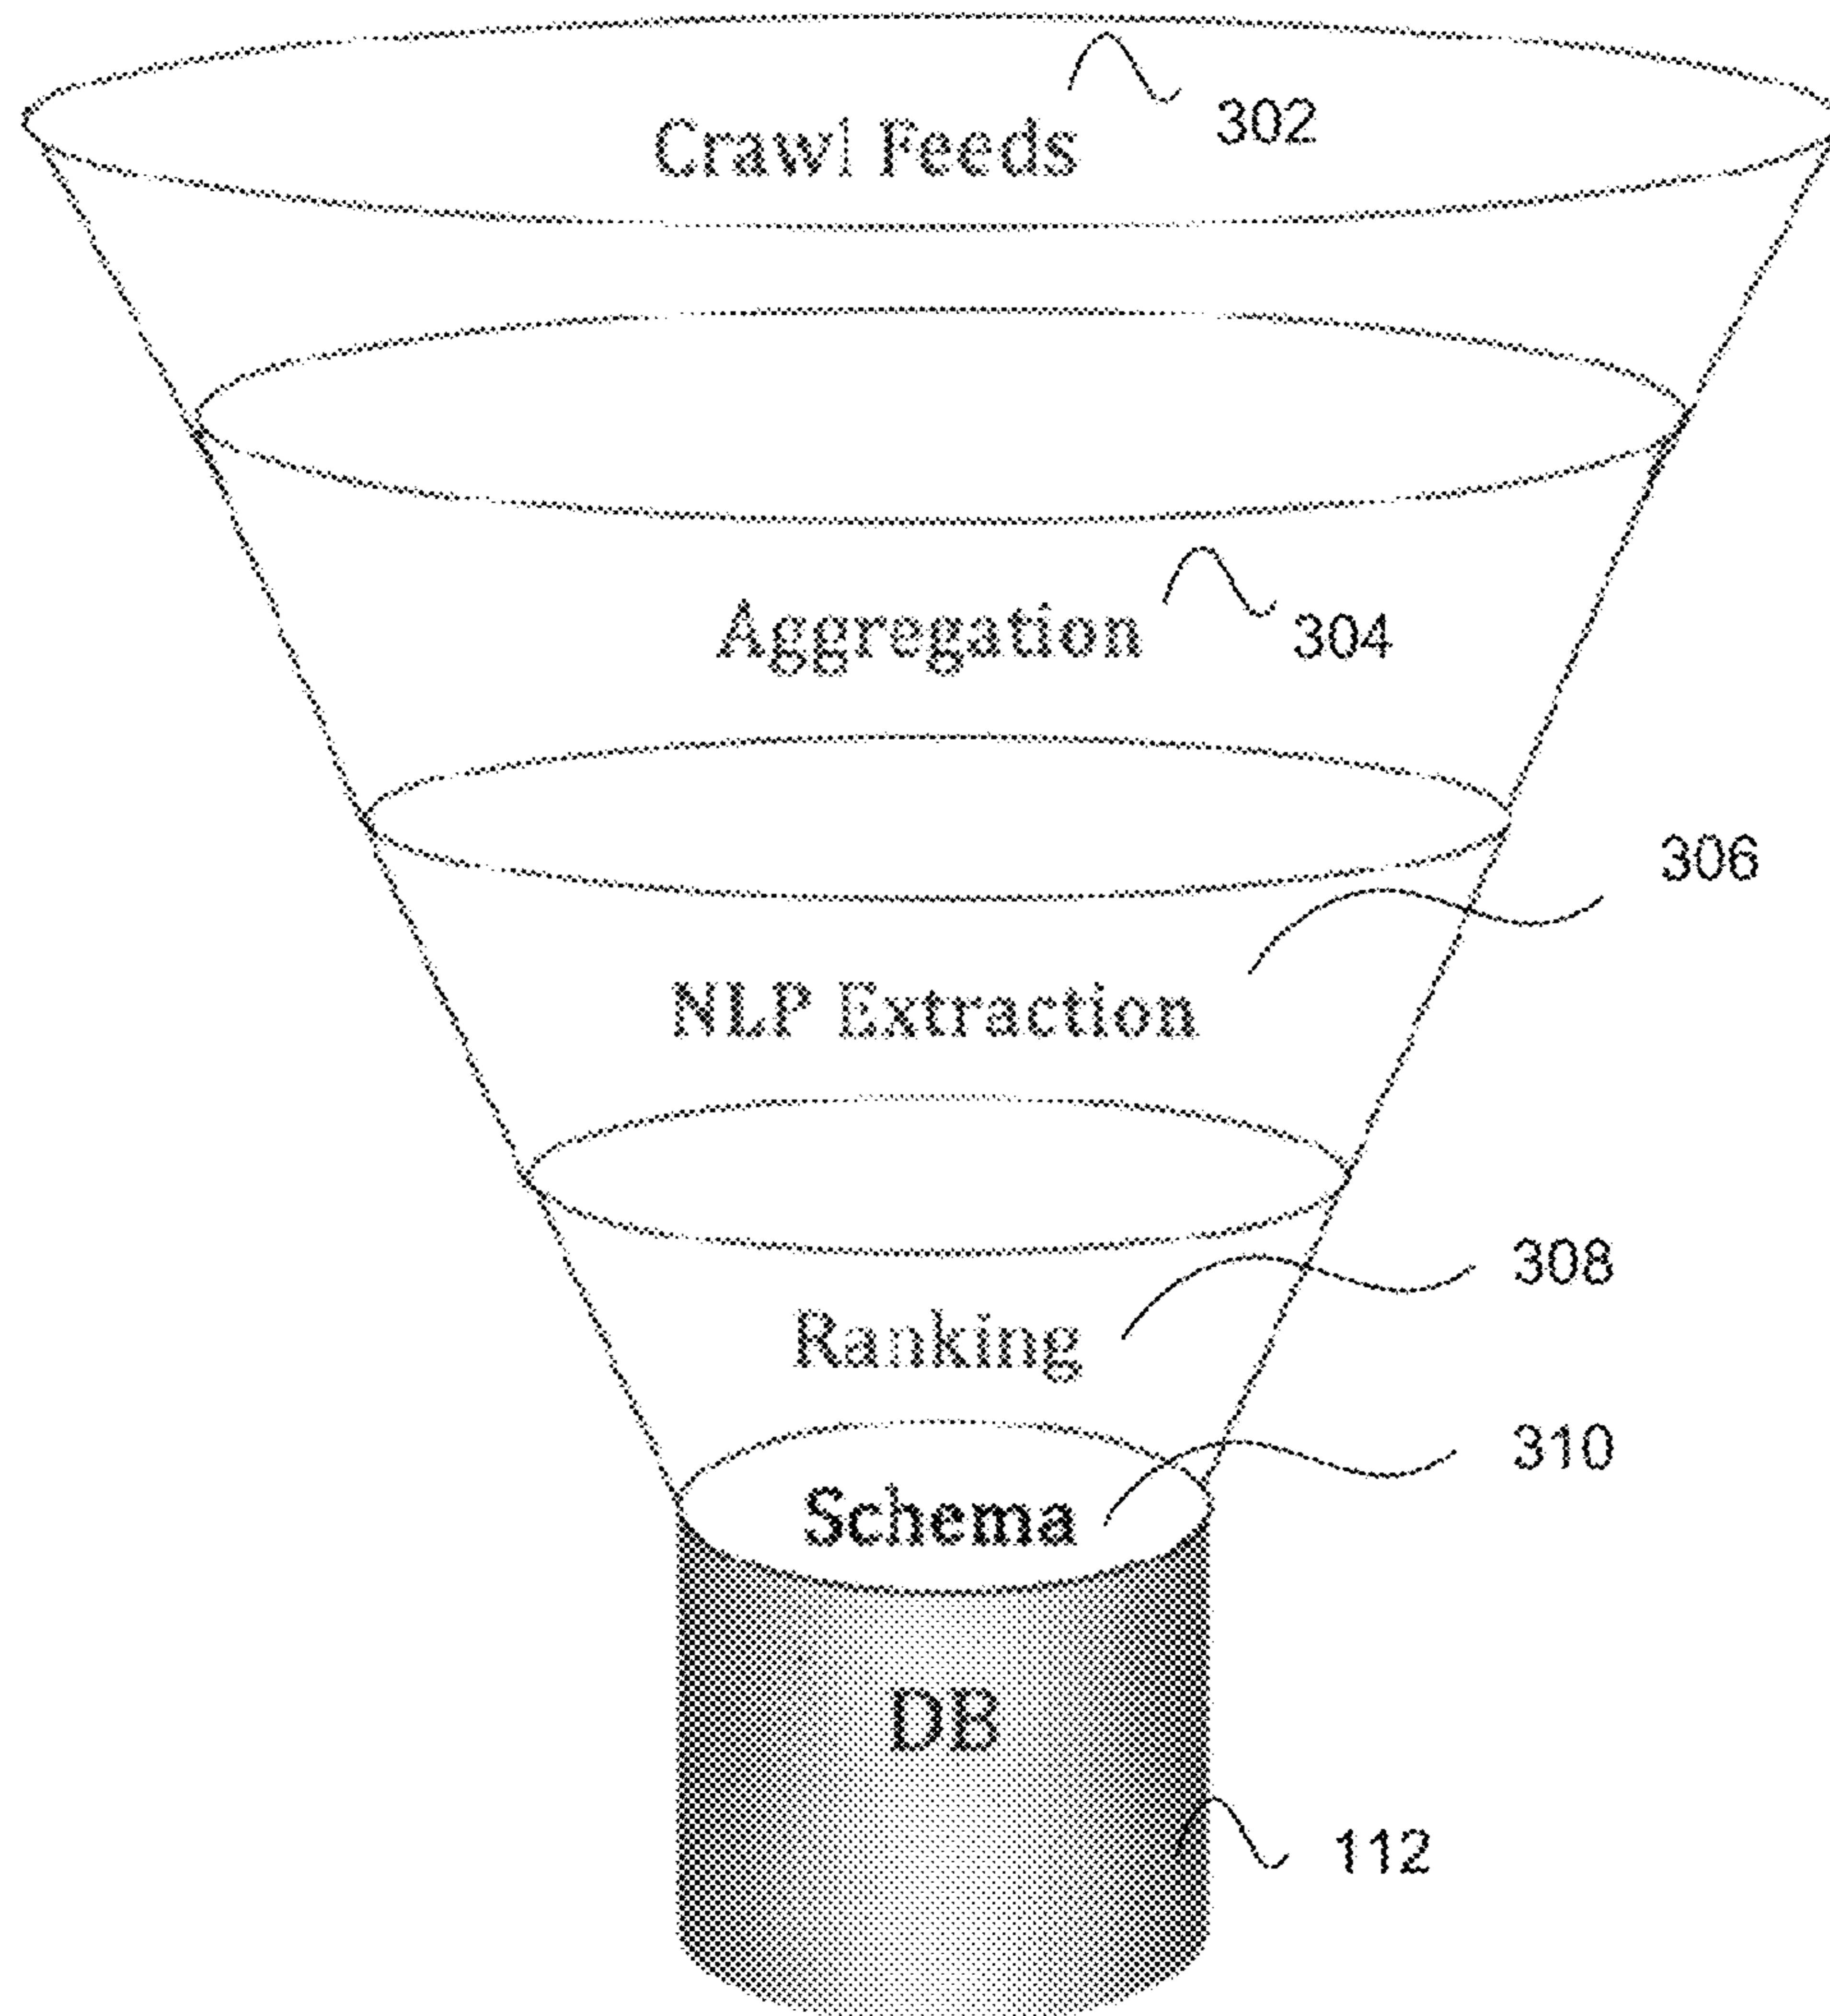 Crawl Feeds 302
Aggregation 304
306
NLP Extraction
308
Ranking
310
Schema
DB
112